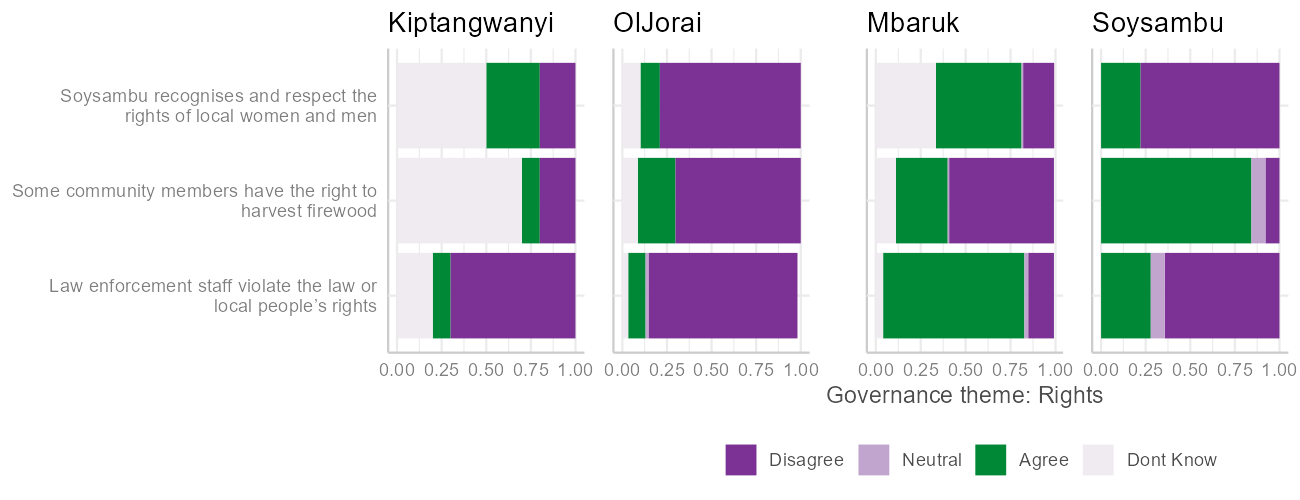 Kiptangwanyi OlJorai Mbaruk Soysambu
Soysambu recognises and respect the
rights of local women and men
Some community members have the right to
harvest firewood
Law enforcement staff violate the law or
local people’s rights
0.00 0.25 0.50 0.75 1.00 0.00 0.25 0.50 0.75 1.00 0.00 0.25 0.50 0.75 1.00 0.00 0.25 0.50 0.75 1.00
Governance theme: Rights
Disagree Neutral Agree Dont Know